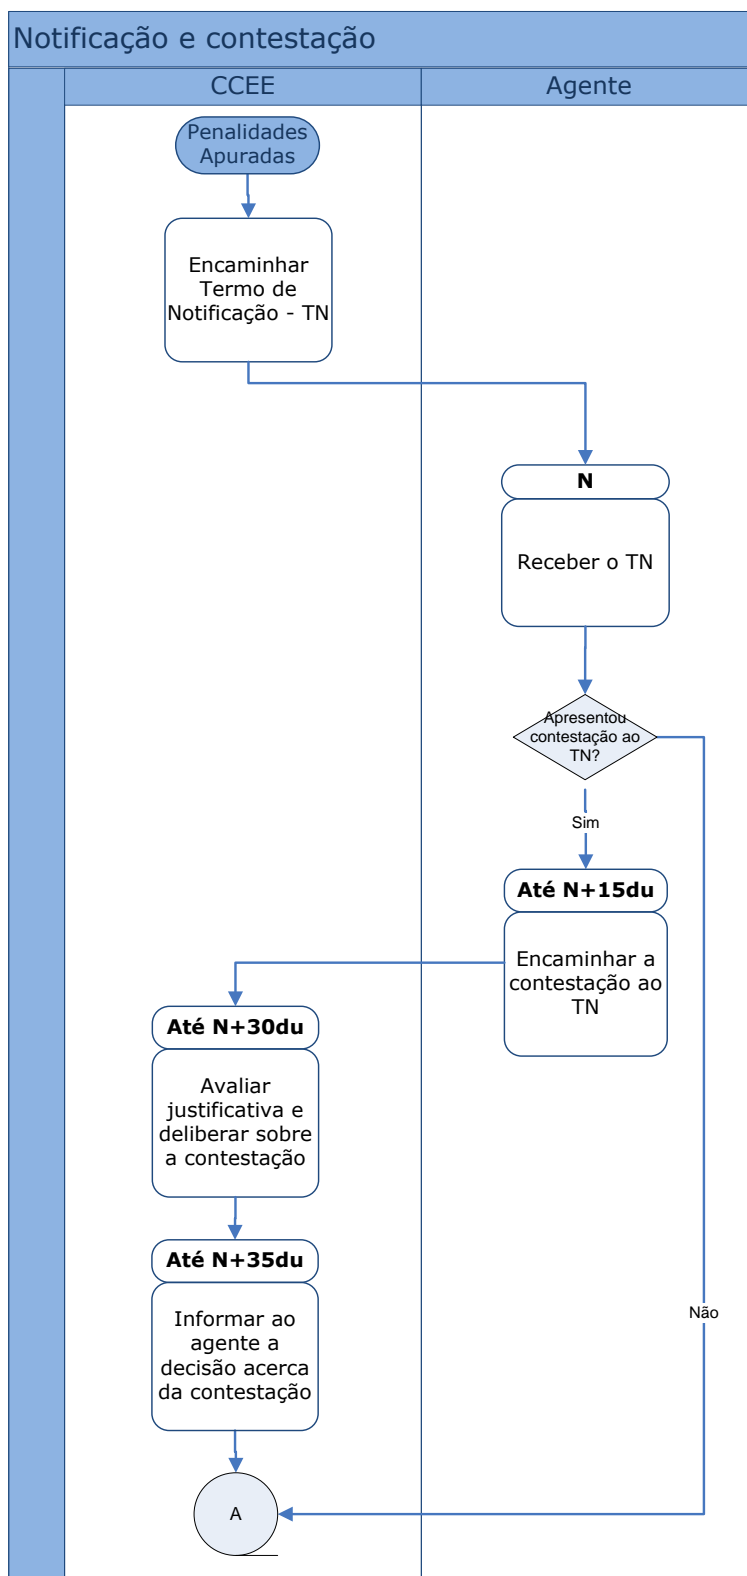 Notificação e contestação
CCEE
Agente
Penalidades
Apuradas
Encaminhar
Termo de
Notificação - TN
N
Receber o TN
Apresentou
contestação ao
TN?
Sim
Até N+15du
Encaminhar a
contestação ao
TN
Até N+30du
Avaliar
justificativa e
deliberar sobre
a contestação
Até N+35du
Informar ao
agente a
decisão acerca
da contestação
Não
A